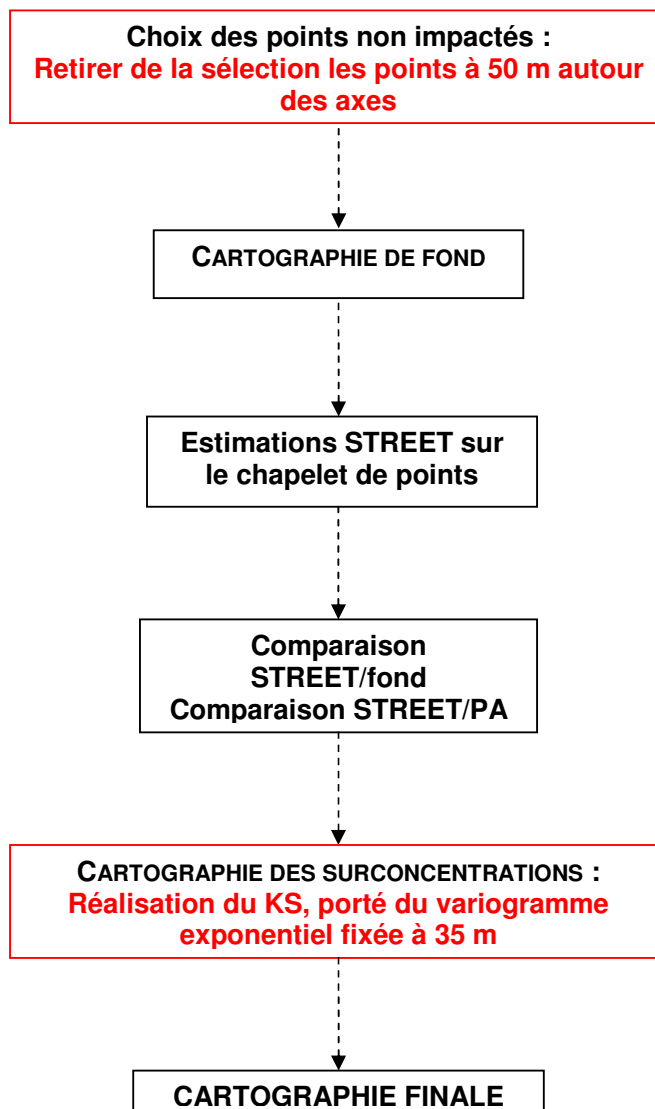 Choix des points non impactés :
Retirer de la sélection les points à 50 m autour
des axes
CARTOGRAPHIE DE FOND
Estimations STREET sur
le chapelet de points
Comparaison
STREET/fond
Comparaison STREET/PA
CARTOGRAPHIE DES SURCONCENTRATIONS :
Réalisation du KS, porté du variogramme
exponentiel fixée à 35 m
CARTOGRAPHIE FINALE